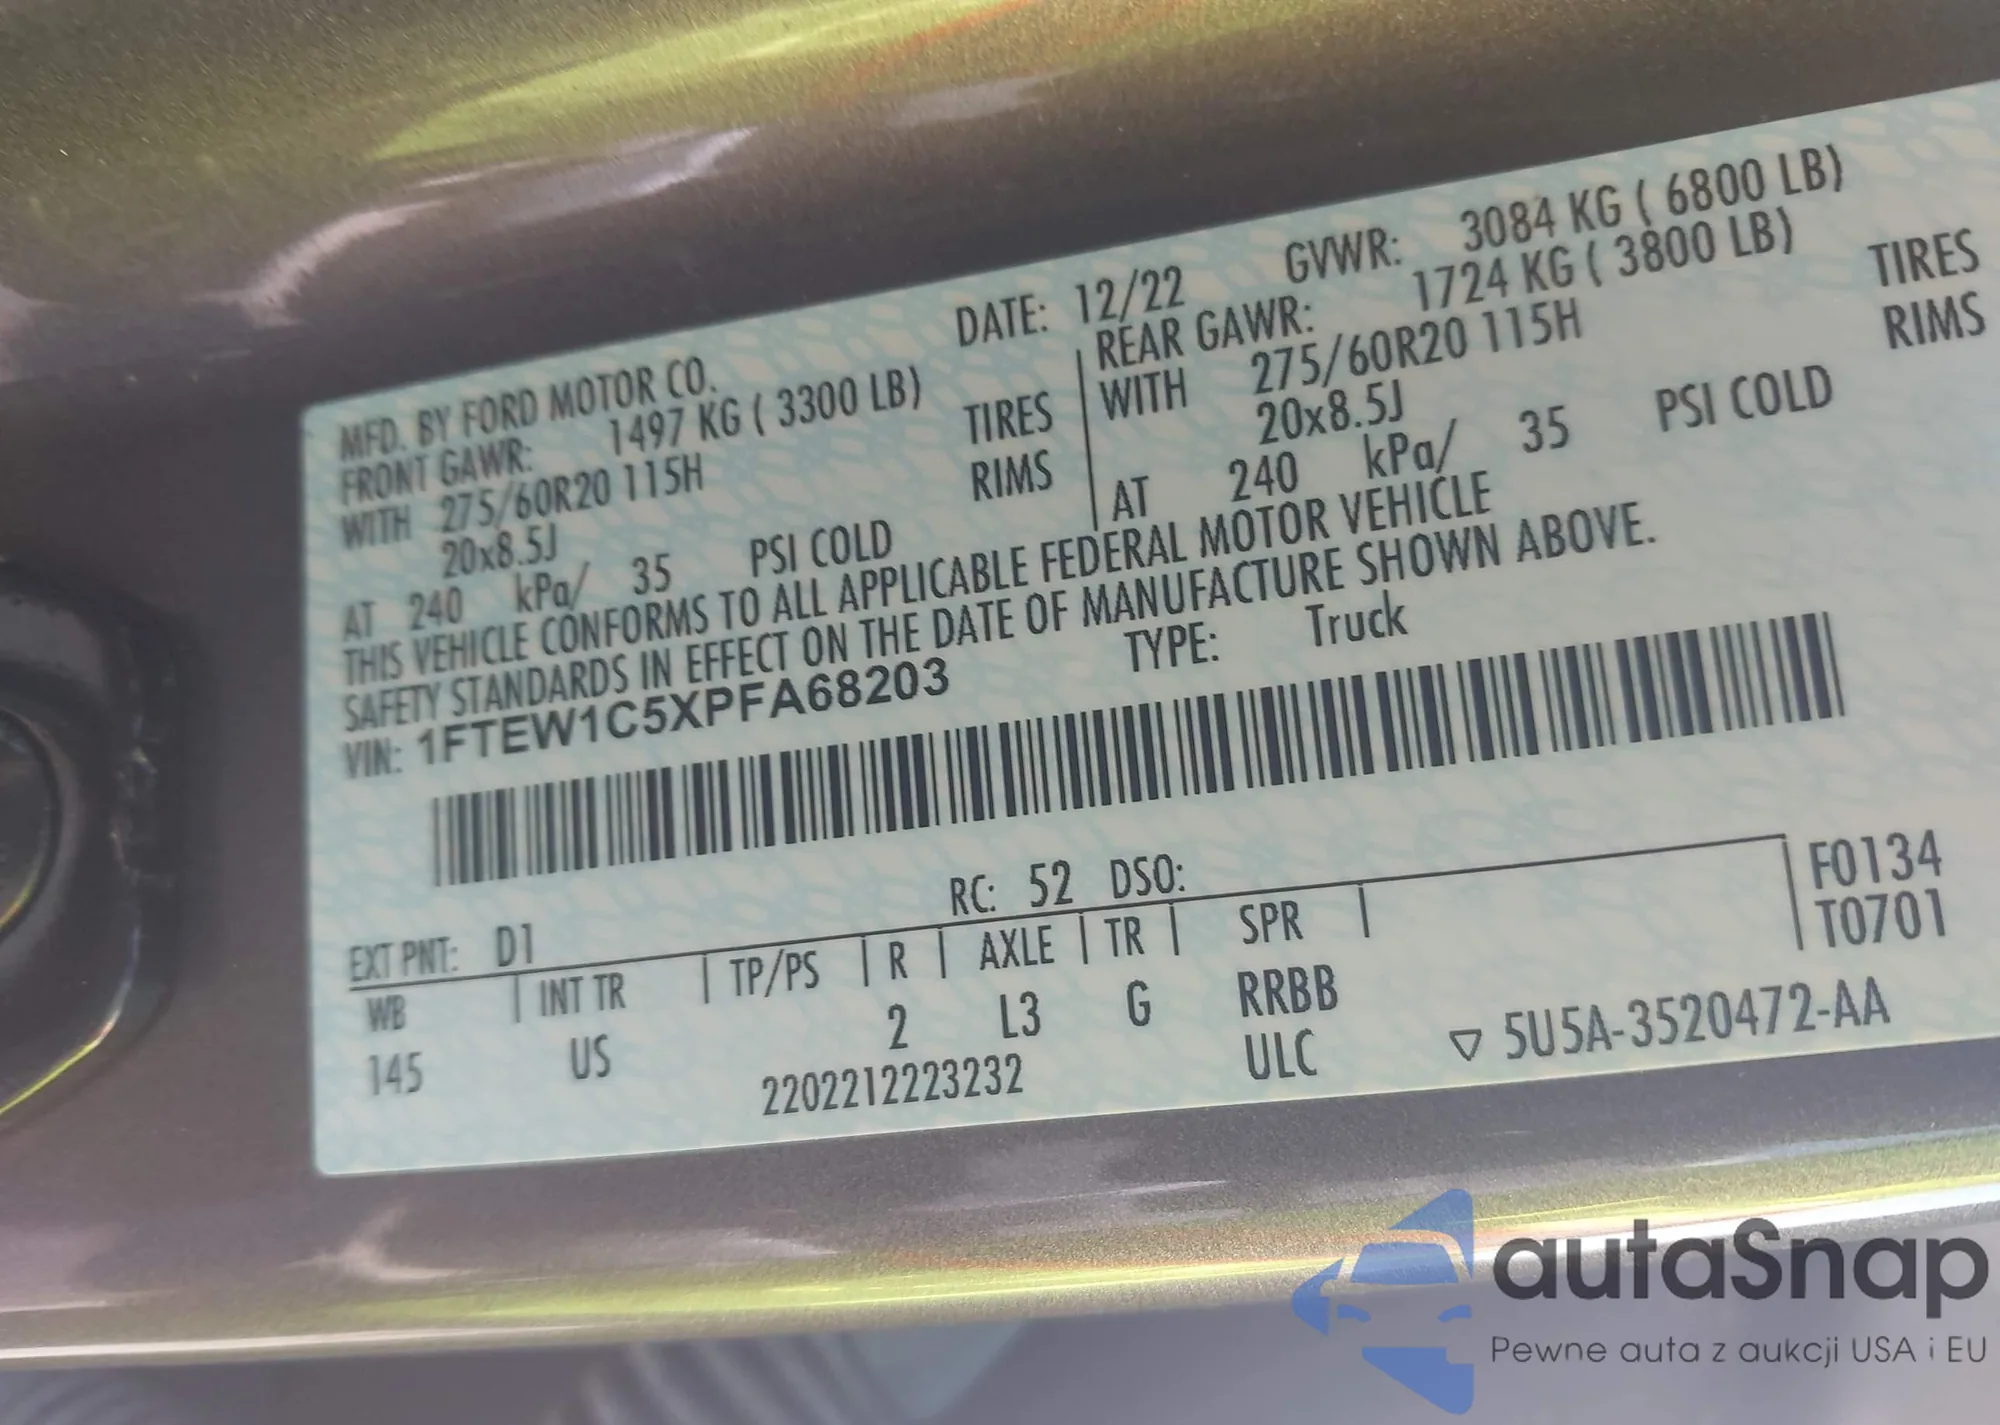 MFD. BY FORD MOTOR CO.
DATE: 12/22
GVWR: 3084 KG ( 6800 LB)
FRONT GAWR: 1497 KG ( 3300 LB)
REAR GAWR: 1724 KG ( 3800 LB)
WITH 275/60R20 115H TIRES
WITH 275/60R20 115H TIRES
20x8.5J RIMS
20x8.5J RIMS
AT 240 kPa/ 35 PSI COLD
AT 240 kPa/ 35 PSI COLD
THIS VEHICLE CONFORMS TO ALL APPLICABLE FEDERAL MOTOR VEHICLE
SAFETY STANDARDS IN EFFECT ON THE DATE OF MANUFACTURE SHOWN ABOVE.
VIN: 1FTEW1C5XPFA68203
TYPE: Truck
EXT PNT: D1 RC: 52 DSO:
F0134
WB INT TR TP/PS R AXLE TR SPR
T0701
145 US 2 L3 G RRBB
2202212223232 ULC
▽ 5U5A-3520472-AA
autaSnap
Pewne auta z aukcji USA i EU